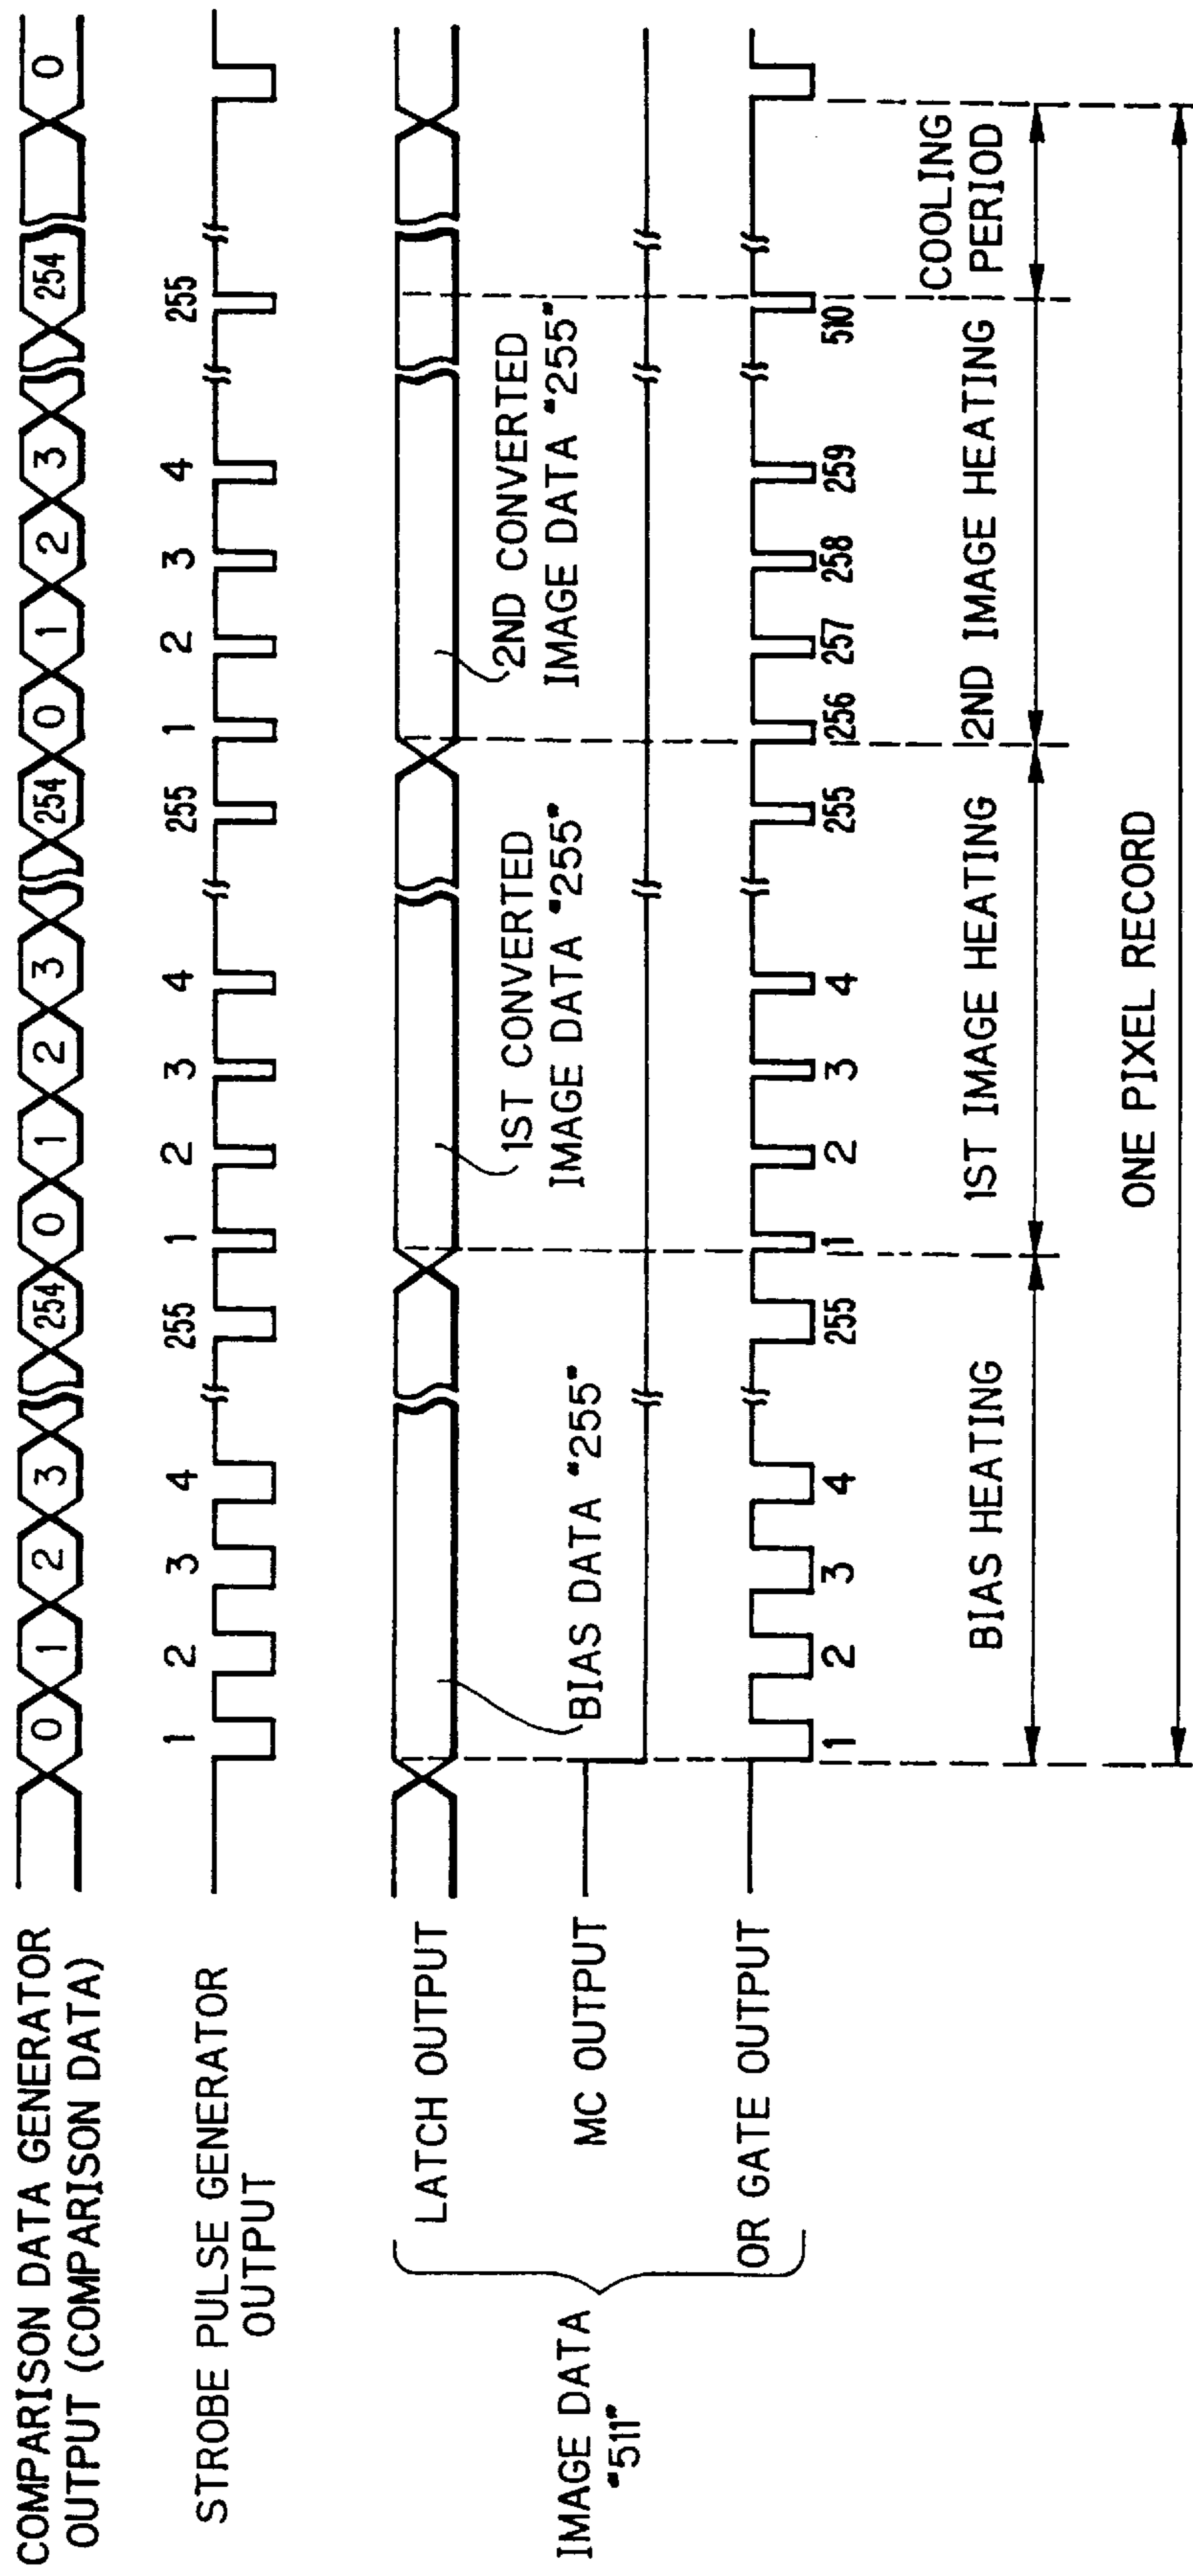 COMPARISON DATA GENERATOR
OUTPUT (COMPARISON DATA)
0 1 2 3 254 0 1 2 3 254 0 1 2 3 254 0
STROBE PULSE GENERATOR
OUTPUT
1 2 3 4 255 1 2 3 4 255 1 2 3 4 255
IMAGE DATA
"511"
LATCH OUTPUT
BIAS DATA "255"
1ST CONVERTED
IMAGE DATA "255"
2ND CONVERTED
IMAGE DATA "255"
MC OUTPUT
OR GATE OUTPUT
1 2 3 4 255 1 2 3 4 255 256 257 258 259 510
BIAS HEATING
1ST IMAGE HEATING
2ND IMAGE HEATING
COOLING
PERIOD
ONE PIXEL RECORD